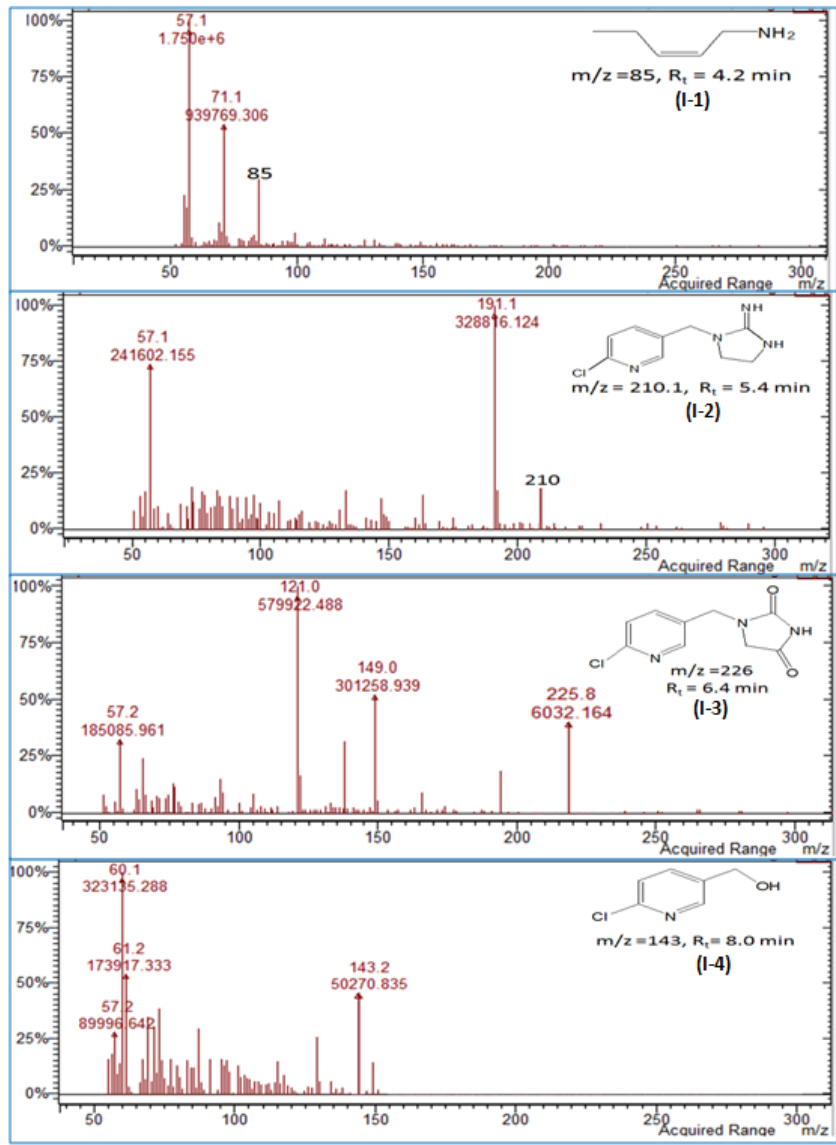 100%
75%
50%
25%
0%
57.1
1.750e+6
71.1
939769.306
85
NH₂
m/z =85, Rₜ = 4.2 min
(I-1)
50
100
150
200
250
300
Acquired Range m/z
100%
75%
50%
25%
0%
57.1
241602.155
191.1
328816.124
210
NH
N
NH
Cl
N
m/z = 210.1, Rₜ = 5.4 min
(I-2)
50
100
150
200
250
300
Acquired Range m/z
100%
75%
50%
25%
0%
57.2
185085.961
121.0
579922.488
149.0
301258.939
225.8
6032.164
O
N
NH
Cl
N
O
m/z =226
Rₜ = 6.4 min
(I-3)
50
100
150
200
250
300
Acquired Range m/z
100%
75%
50%
25%
0%
60.1
323135.288
61.2
173917.333
57.2
89996.642
143.2
50270.835
OH
Cl
N
m/z =143, Rₜ= 8.0 min
(I-4)
50
100
150
200
250
300
Acquired Range m/z